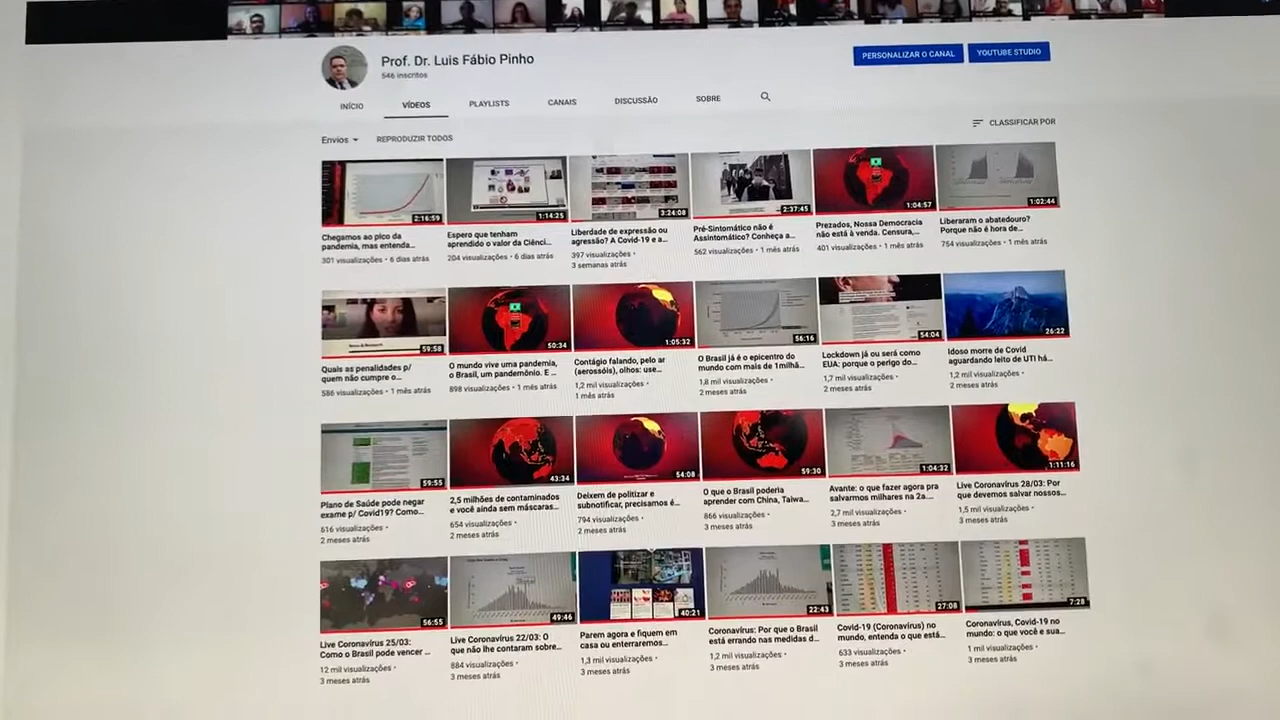 Prof. Dr. Luis Fábio Pinho
546 inscritos
PERSONALIZAR O CANAL
YOUTUBE STUDIO
INÍCIO
VÍDEOS
PLAYLISTS
CANAIS
DISCUSSÃO
SOBRE
Envios
REPRODUZIR TODOS
CLASSIFICAR POR
2:16:59
1:14:25
3:24:08
2:37:45
1:04:57
1:02:44
Chegamos ao pico da
pandemia, mas entenda...
301 visualizações • 6 dias atrás
Espero que tenham
aprendido o valor da Ciênci...
204 visualizações • 6 dias atrás
Liberdade de expressão ou
agressão? A Covid-19 e a...
397 visualizações •
3 semanas atrás
Pré-Sintomático não é
Assintomático? Conheça a...
562 visualizações • 1 mês atrás
Prezados, Nossa Democracia
não está à venda. Censura,...
401 visualizações • 1 mês atrás
Liberaram o abatedouro?
Porque não é hora de...
754 visualizações • 1 mês atrás
59:58
50:34
1:05:32
56:16
54:04
26:22
Quais as penalidades p/
quem não cumpre o...
586 visualizações • 1 mês atrás
O mundo vive uma pandemia,
o Brasil, um pandemônio. E ...
898 visualizações • 1 mês atrás
Contágio falando, pelo ar
(aerossóis), olhos: use...
1,2 mil visualizações •
1 mês atrás
O Brasil já é o epicentro do
mundo com mais de 1milhã...
1,8 mil visualizações •
2 meses atrás
Lockdown já ou será como
EUA: porque o perigo do...
1,7 mil visualizações •
2 meses atrás
Idoso morre de Covid
aguardando leito de UTI há...
1,2 mil visualizações •
2 meses atrás
59:55
43:34
54:08
59:30
1:04:32
1:11:16
Plano de Saúde pode negar
exame p/ Covid19? Como...
616 visualizações •
2 meses atrás
2,5 milhões de contaminados
e você ainda sem máscaras...
654 visualizações •
2 meses atrás
Deixem de politizar e
subnotificar, precisamos é...
794 visualizações •
2 meses atrás
O que o Brasil poderia
aprender com China, Taiwa...
866 visualizações •
3 meses atrás
Avante: o que fazer agora pra
salvarmos milhares na 2a....
2,7 mil visualizações •
3 meses atrás
Live Coronavírus 28/03: Por
que devemos salvar nossos...
1,5 mil visualizações •
3 meses atrás
56:55
49:46
40:21
22:43
27:08
7:28
Live Coronavírus 25/03:
Como o Brasil pode vencer ...
12 mil visualizações •
3 meses atrás
Live Coronavírus 22/03: O
que não lhe contaram sobre...
884 visualizações •
3 meses atrás
Parem agora e fiquem em
casa ou enterraremos...
1,3 mil visualizações •
3 meses atrás
Coronavírus: Por que o Brasil
está errando nas medidas d...
1,2 mil visualizações •
3 meses atrás
Covid-19 (Coronavírus) no
mundo, entenda o que está...
633 visualizações •
3 meses atrás
Coronavírus, Covid-19 no
mundo: o que você e sua...
1 mil visualizações •
3 meses atrás